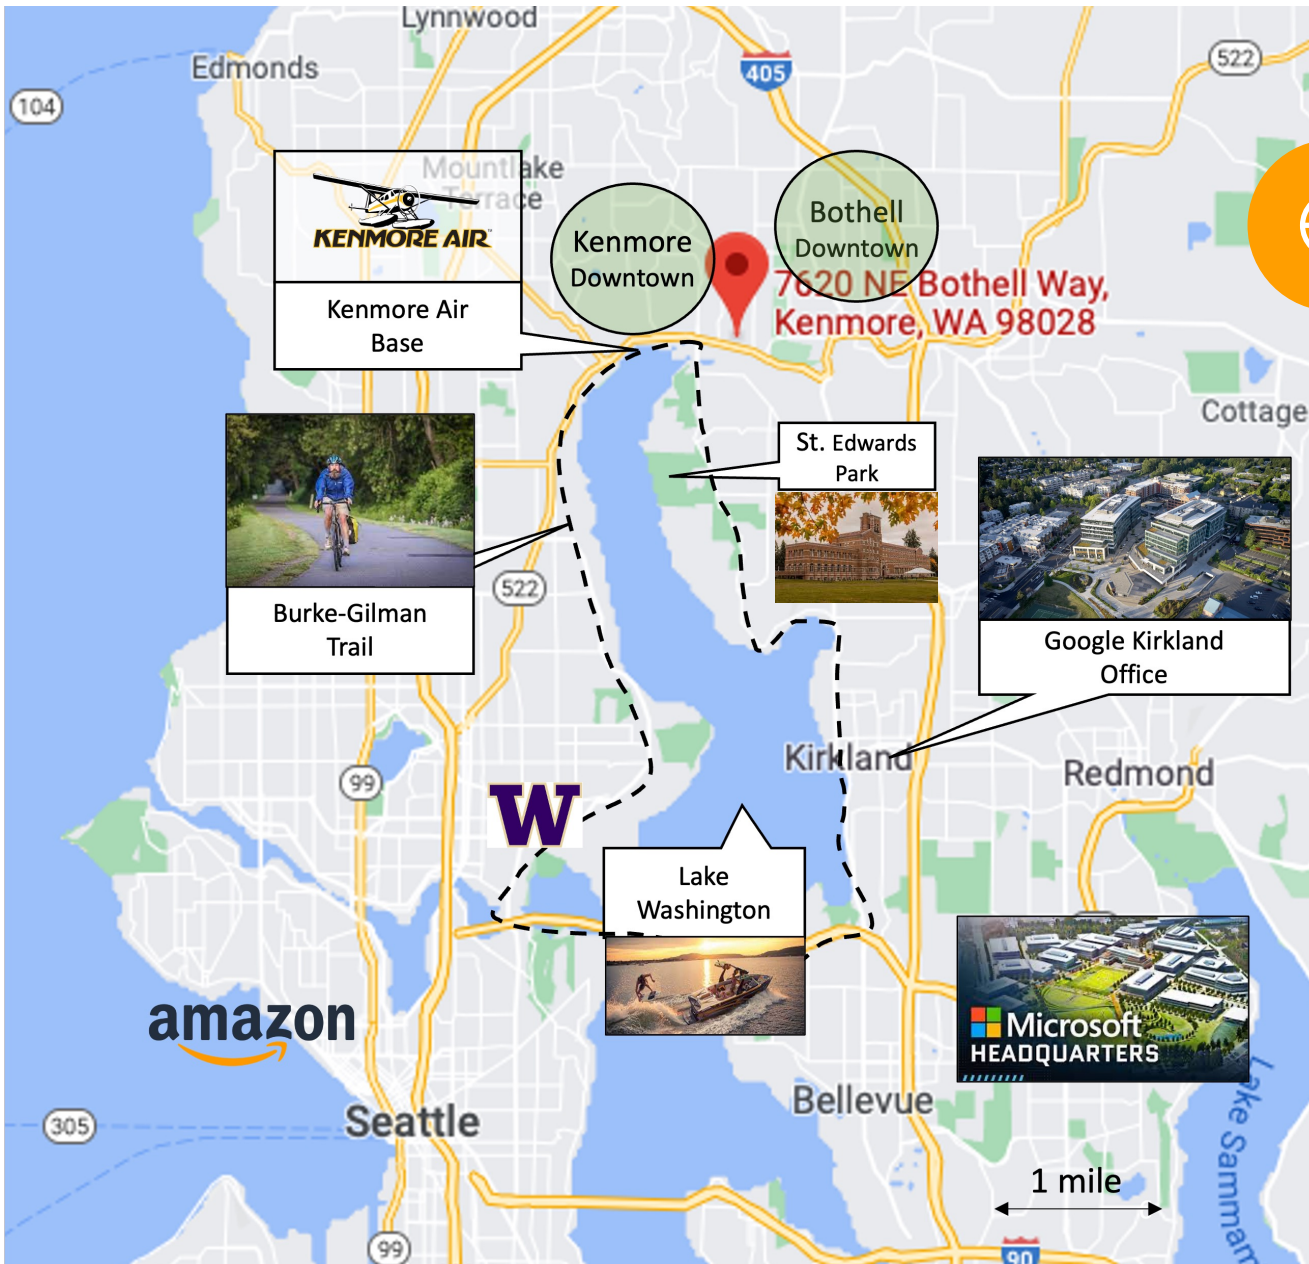 Lynnwood
Edmonds
405
522
104
Mountlake
Terrace
KENMORE AIR
Kenmore Air
Base
Kenmore
Downtown
Bothell
Downtown
7620 NE Bothell Way,
Kenmore, WA 98028
Cottage
St. Edwards
Park
Burke-Gilman
Trail
522
Google Kirkland
Office
Kirkland
Redmond
99
W
Lake
Washington
amazon
Microsoft
HEADQUARTERS
Seattle
Bellevue
305
1 mile
Lake Sammam
99
90